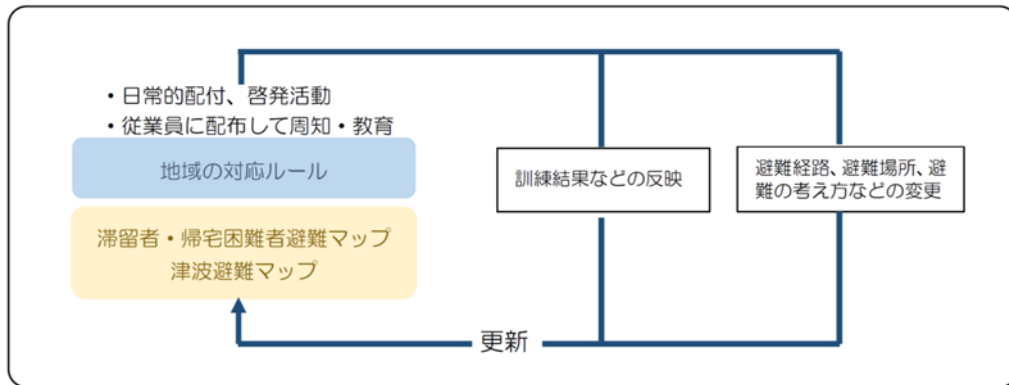 ・日常的配付、啓発活動
・従業員に配布して周知・教育
地域の対応ルール
滞留者・帰宅困難者避難マップ
津波避難マップ
訓練結果などの反映
避難経路、避難場所、避
難の考え方などの変更
更新